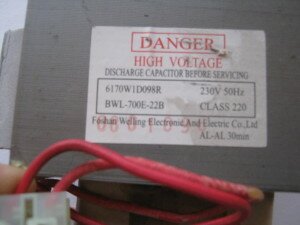 DANGER
HIGH VOLTAGE
DISCHARGE CAPACITOR BEFORE SERVICING
6170W1D098R 230V 50Hz
BWL-700E-22B CLASS 220
Foshan Welling Electronic And Electric Co.,Ltd
AL-AL 30min